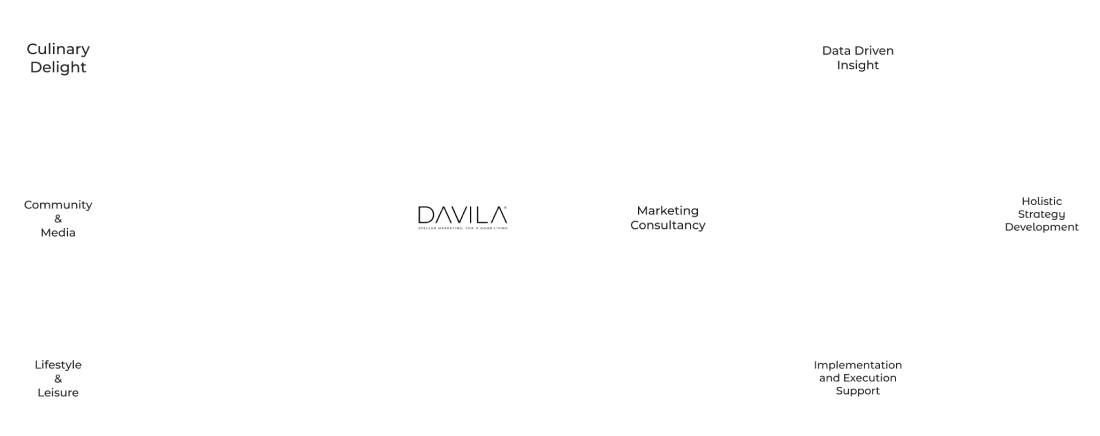 Culinary
Delight
Data Driven
Insight
Community
&
Media
DAVILA
STELLAR MARKETING, FOR A GOOD LIVING
Marketing
Consultancy
Holistic
Strategy
Development
Lifestyle
&
Leisure
Implementation
and Execution
Support